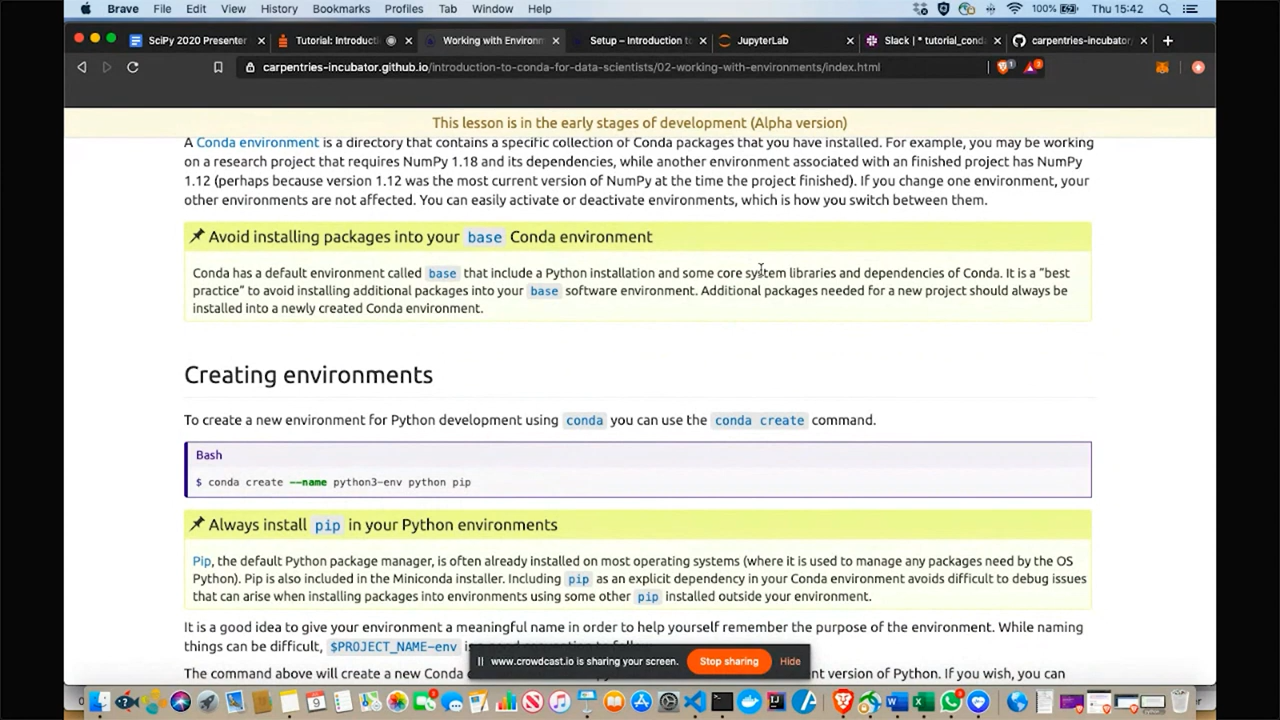 Brave File Edit View History Bookmarks Profiles Tab Window Help 100% Thu 15:42
SciPy 2020 Presenter Tutorial: Introducti Working with Environm Setup – Introduction to JupyterLab Slack | * tutorial_cond carpentries-incubator
carpentries-incubator.github.io/introduction-to-conda-for-data-scientists/02-working-with-environments/index.html
This lesson is in the early stages of development (Alpha version)
A Conda environment is a directory that contains a specific collection of Conda packages that you have installed. For example, you may be working
on a research project that requires NumPy 1.18 and its dependencies, while another environment associated with an finished project has NumPy
1.12 (perhaps because version 1.12 was the most current version of NumPy at the time the project finished). If you change one environment, your
other environments are not affected. You can easily activate or deactivate environments, which is how you switch between them.
Avoid installing packages into your base Conda environment
Conda has a default environment called base that include a Python installation and some core system libraries and dependencies of Conda. It is a “best
practice” to avoid installing additional packages into your base software environment. Additional packages needed for a new project should always be
installed into a newly created Conda environment.
Creating environments
To create a new environment for Python development using conda you can use the conda create command.
Bash
$ conda create --name python3-env python pip
Always install pip in your Python environments
Pip, the default Python package manager, is often already installed on most operating systems (where it is used to manage any packages need by the OS
Python). Pip is also included in the Miniconda installer. Including pip as an explicit dependency in your Conda environment avoids difficult to debug issues
that can arise when installing packages into environments using some other pip installed outside your environment.
It is a good idea to give your environment a meaningful name in order to help yourself remember the purpose of the environment. While naming
things can be difficult, $PROJECT_NAME-env is a good convention to follow.
The command above will create a new Conda nt version of Python. If you wish, you can
www.crowdcast.io is sharing your screen. Stop sharing Hide